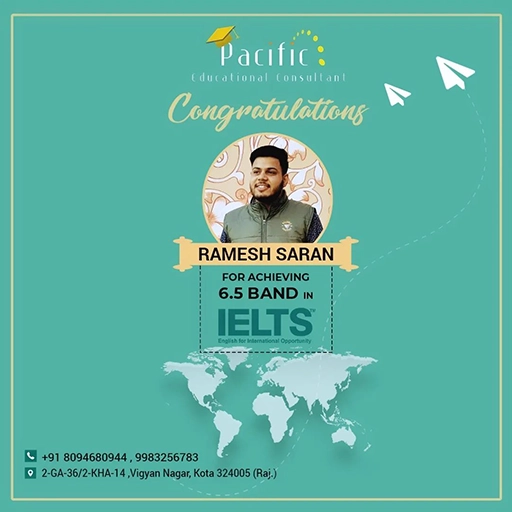 Pacific
Educational Consultant
Congratulations
RAMESH SARAN
FOR ACHIEVING
6.5 BAND IN
IELTS™
English for International Opportunity
+91 8094680944 , 9983256783
2-GA-36/2-KHA-14 ,Vigyan Nagar, Kota 324005 (Raj.)